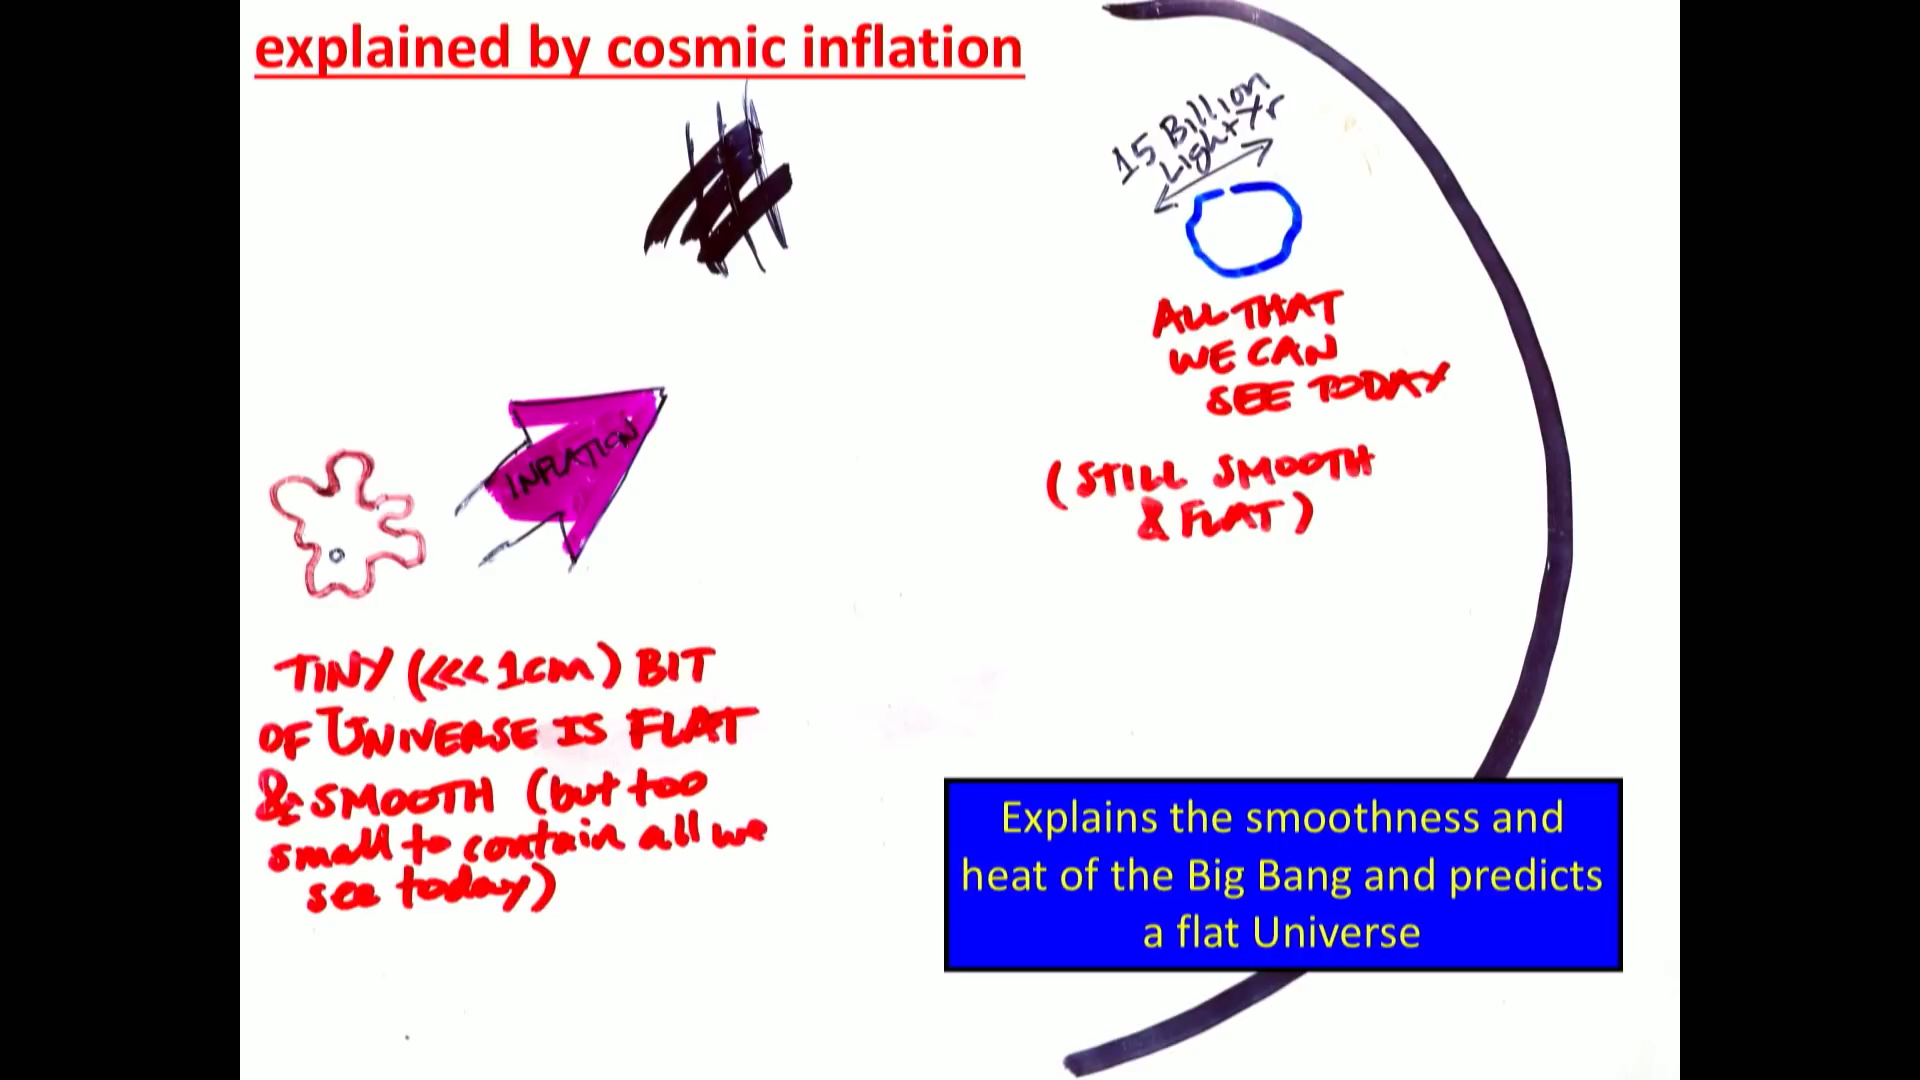 explained by cosmic inflation
15 Billion
Light Yr
ALL THAT
WE CAN
SEE TODAY
(STILL SMOOTH
& FLAT)
INFLATION
TINY (<<< 1cm) BIT
OF UNIVERSE IS FLAT
& SMOOTH (but too
small to contain all we
see today)
Explains the smoothness and
heat of the Big Bang and predicts
a flat Universe